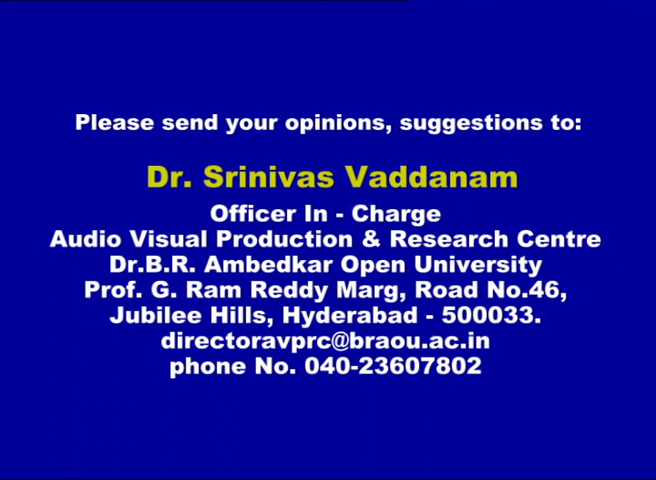 Please send your opinions, suggestions to:
Dr. Srinivas Vaddanam
Officer In - Charge
Audio Visual Production & Research Centre
Dr.B.R. Ambedkar Open University
Prof. G. Ram Reddy Marg, Road No.46,
Jubilee Hills, Hyderabad - 500033.
directoravprc@braou.ac.in
phone No. 040-23607802